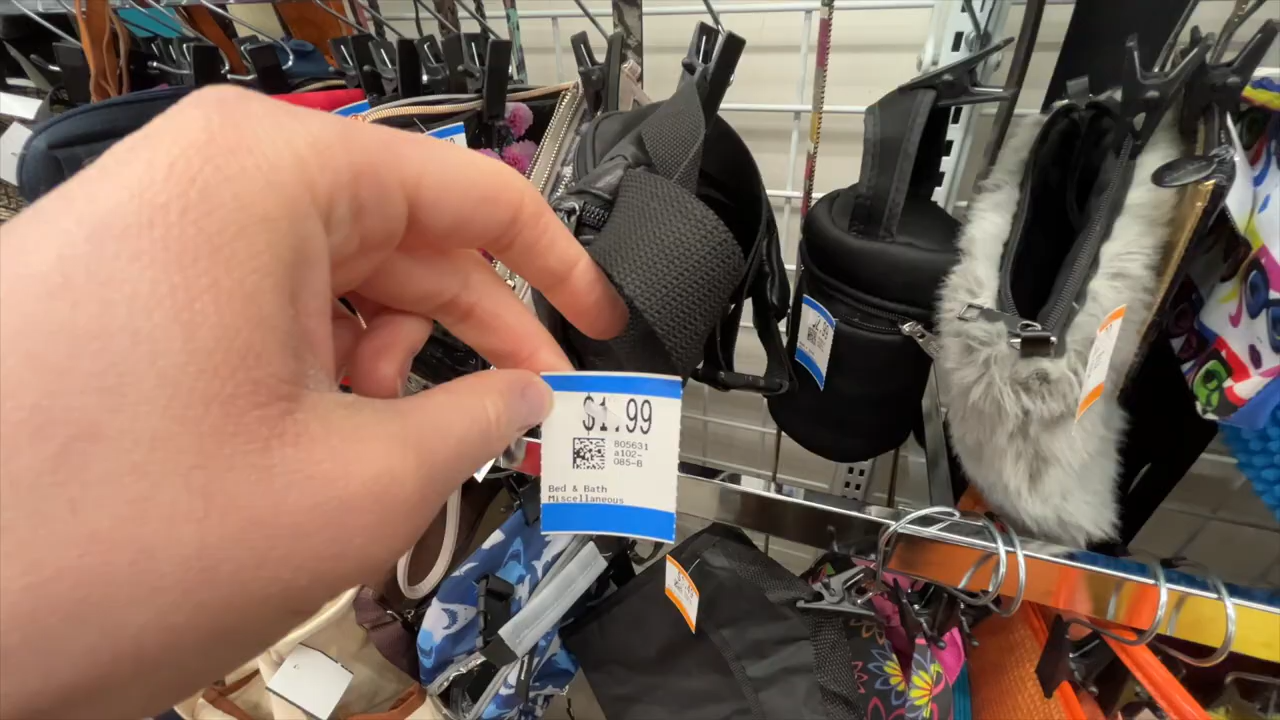 $1.99
805631
a102-
085-B
Bed & Bath
Miscellaneous